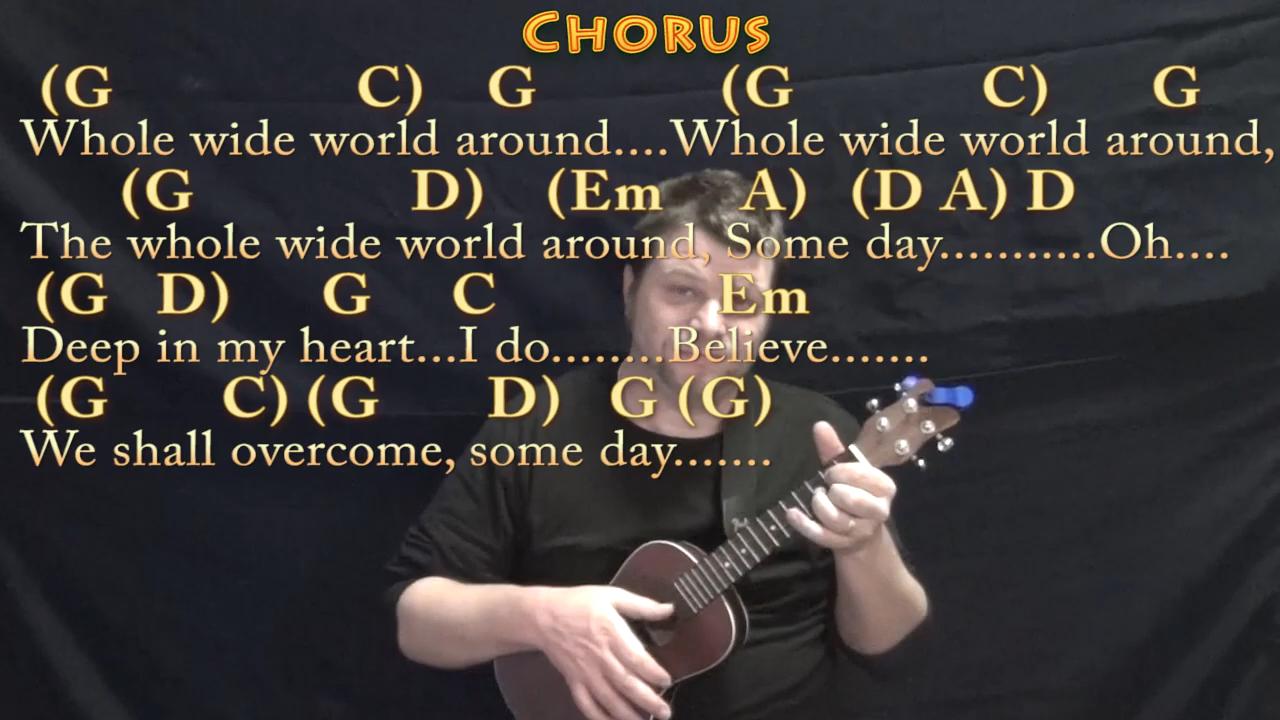 CHORUS
(G C) G (G C) G
Whole wide world around....Whole wide world around,
(G D) (Em A) (D A) D
The whole wide world around, Some day...........Oh....
(G D) G C Em
Deep in my heart...I do........Believe.......
(G C) (G D) G (G)
We shall overcome, some day.......